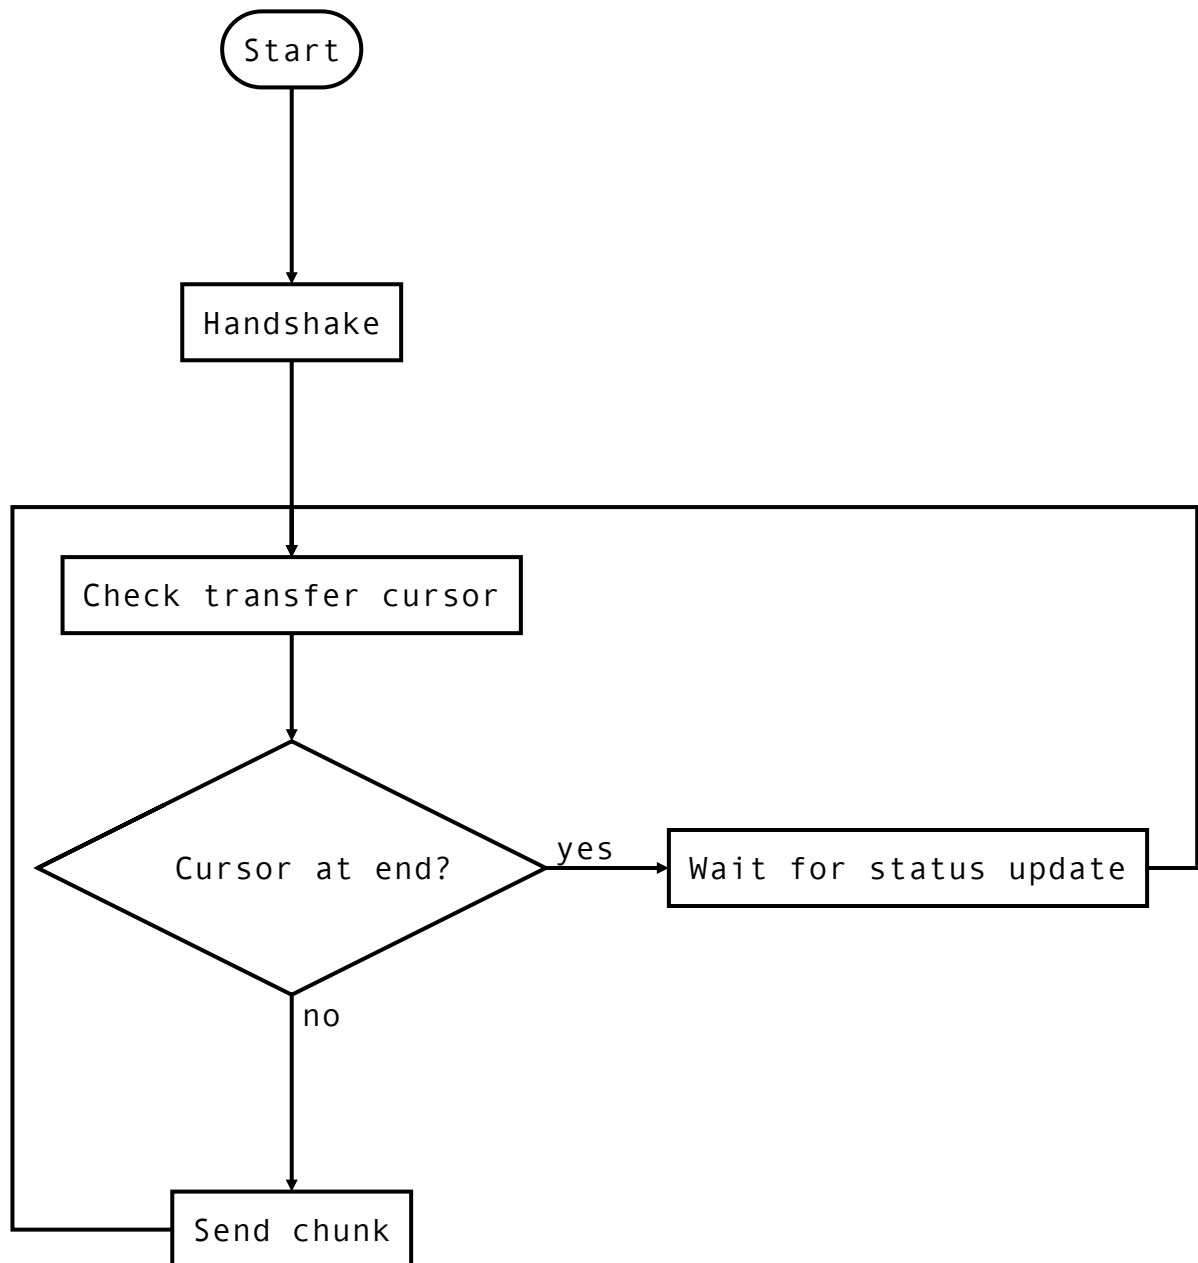 Start
Handshake
Check transfer cursor
Cursor at end?
yes
Wait for status update
no
Send chunk